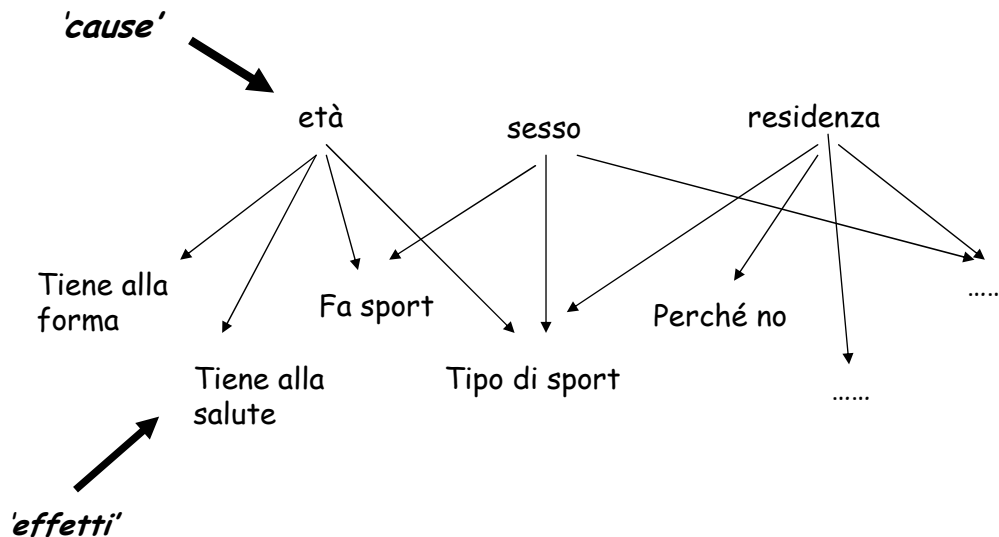 'cause'
età
sesso
residenza
Tiene alla
forma
Fa sport
Perché no
…..
Tiene alla
salute
Tipo di sport
……
'effetti'